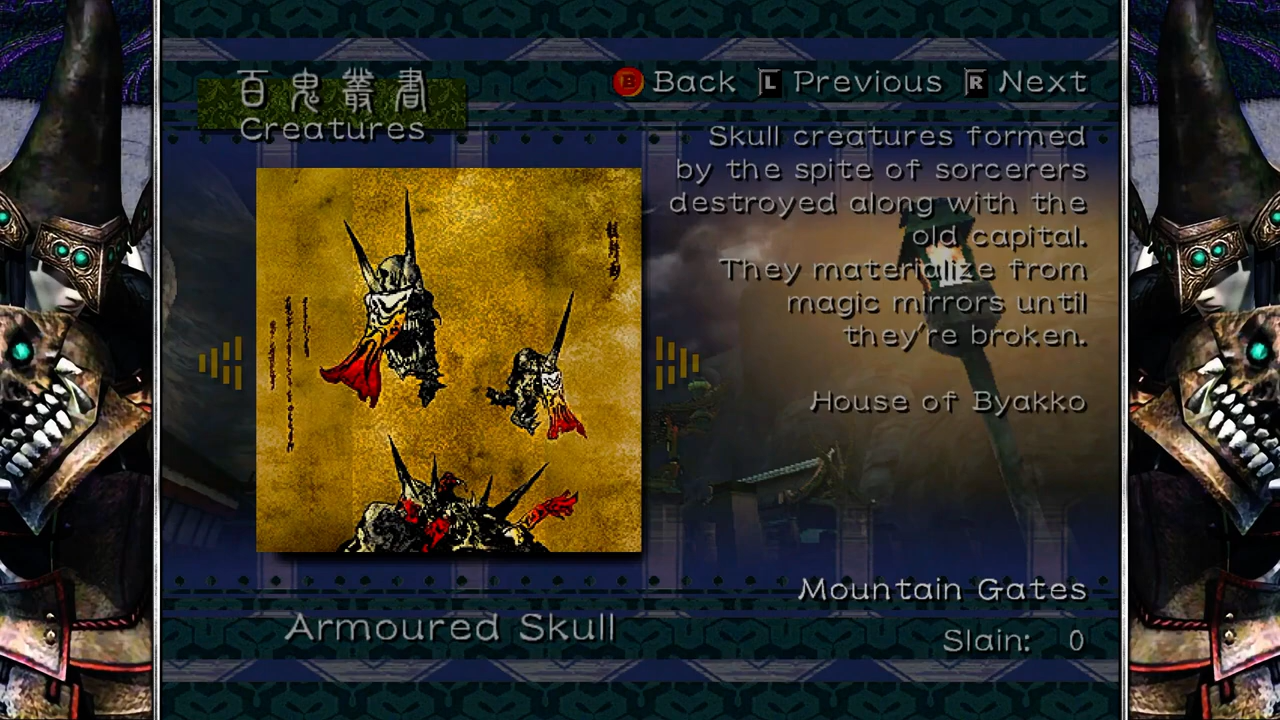 百鬼叢書
Creatures
B Back L Previous R Next
Skull creatures formed
by the spite of sorcerers
destroyed along with the
old capital.
They materialize from
magic mirrors until
they're broken.
House of Byakko
Mountain Gates
Armoured Skull
Slain: 0